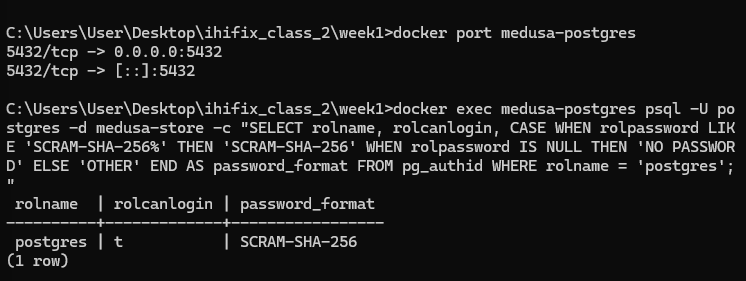 C:\Users\User\Desktop\ihifix_class_2\week1>docker port medusa-postgres
5432/tcp -> 0.0.0.0:5432
5432/tcp -> [::]:5432
C:\Users\User\Desktop\ihifix_class_2\week1>docker exec medusa-postgres psql -U po
stgres -d medusa-store -c "SELECT rolname, rolcanlogin, CASE WHEN rolpassword LIK
E 'SCRAM-SHA-256%' THEN 'SCRAM-SHA-256' WHEN rolpassword IS NULL THEN 'NO PASSWOR
D' ELSE 'OTHER' END AS password_format FROM pg_authid WHERE rolname = 'postgres';
"
 rolname  | rolcanlogin | password_format
----------+-------------+-----------------
 postgres | t           | SCRAM-SHA-256
(1 row)